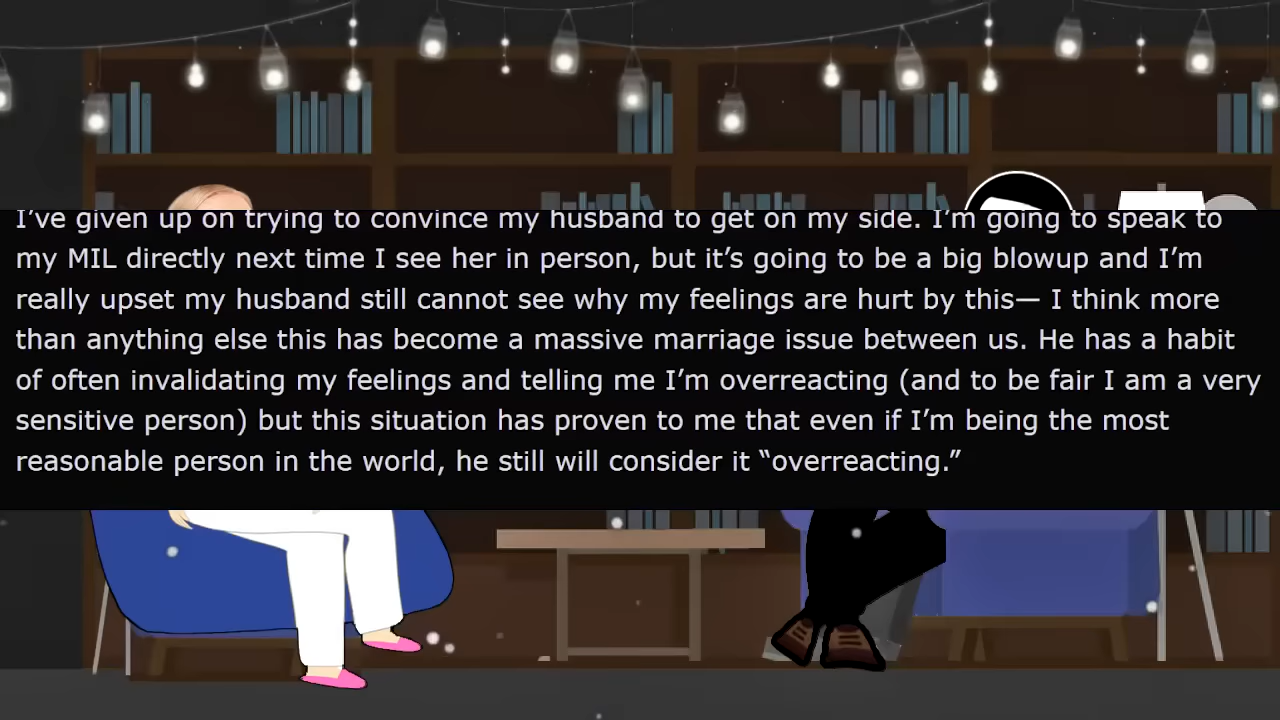 I’ve given up on trying to convince my husband to get on my side. I’m going to speak to
my MIL directly next time I see her in person, but it’s going to be a big blowup and I’m
really upset my husband still cannot see why my feelings are hurt by this— I think more
than anything else this has become a massive marriage issue between us. He has a habit
of often invalidating my feelings and telling me I’m overreacting (and to be fair I am a very
sensitive person) but this situation has proven to me that even if I’m being the most
reasonable person in the world, he still will consider it “overreacting.”